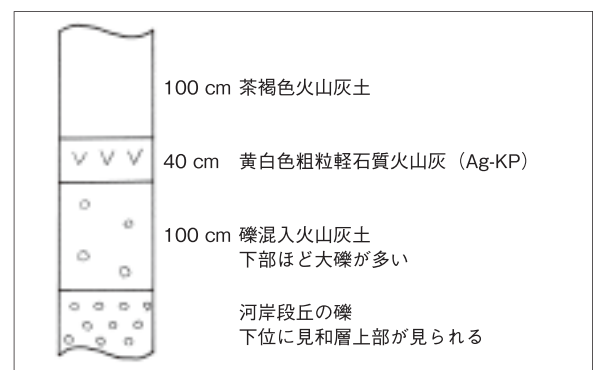 100 cm 茶褐色火山灰土
40 cm 黄白色粗粒軽石質火山灰（Ag-KP）
100 cm 礫混入火山灰土
下部ほど大礫が多い
河岸段丘の礫
下位に見和層上部が見られる